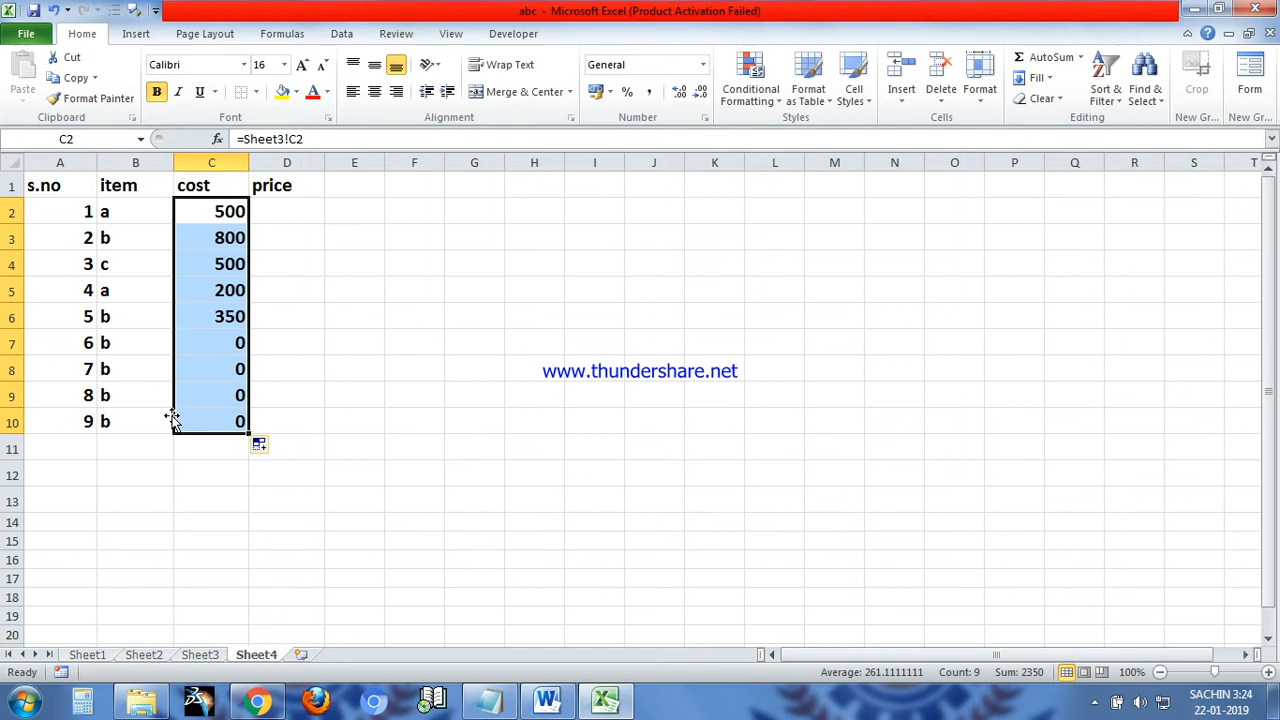 abc - Microsoft Excel (Product Activation Failed)
File Home Insert Page Layout Formulas Data Review View Developer
Cut Calibri 16 Wrap Text General AutoSum
Copy Fill
Paste Format Painter Merge & Center Conditional Formatting Format as Table Cell Styles Insert Delete Format Clear Sort & Filter Find & Select Crop Form
Clipboard Font Alignment Number Styles Cells Editing New Gr... New Gr...
C2 fx =Sheet3!C2
A B C D E F G H I J K L M N O P Q R S T
1 s.no item cost price
2 1 a 500
3 2 b 800
4 3 c 500
5 4 a 200
6 5 b 350
7 6 b 0
8 7 b 0
www.thundershare.net
9 8 b 0
10 9 b 0
11
12
13
14
15
16
17
18
19
20
Sheet1 Sheet2 Sheet3 Sheet4
Ready Average: 261.1111111 Count: 9 Sum: 2350 100%
SACHIN 3:24
22-01-2019